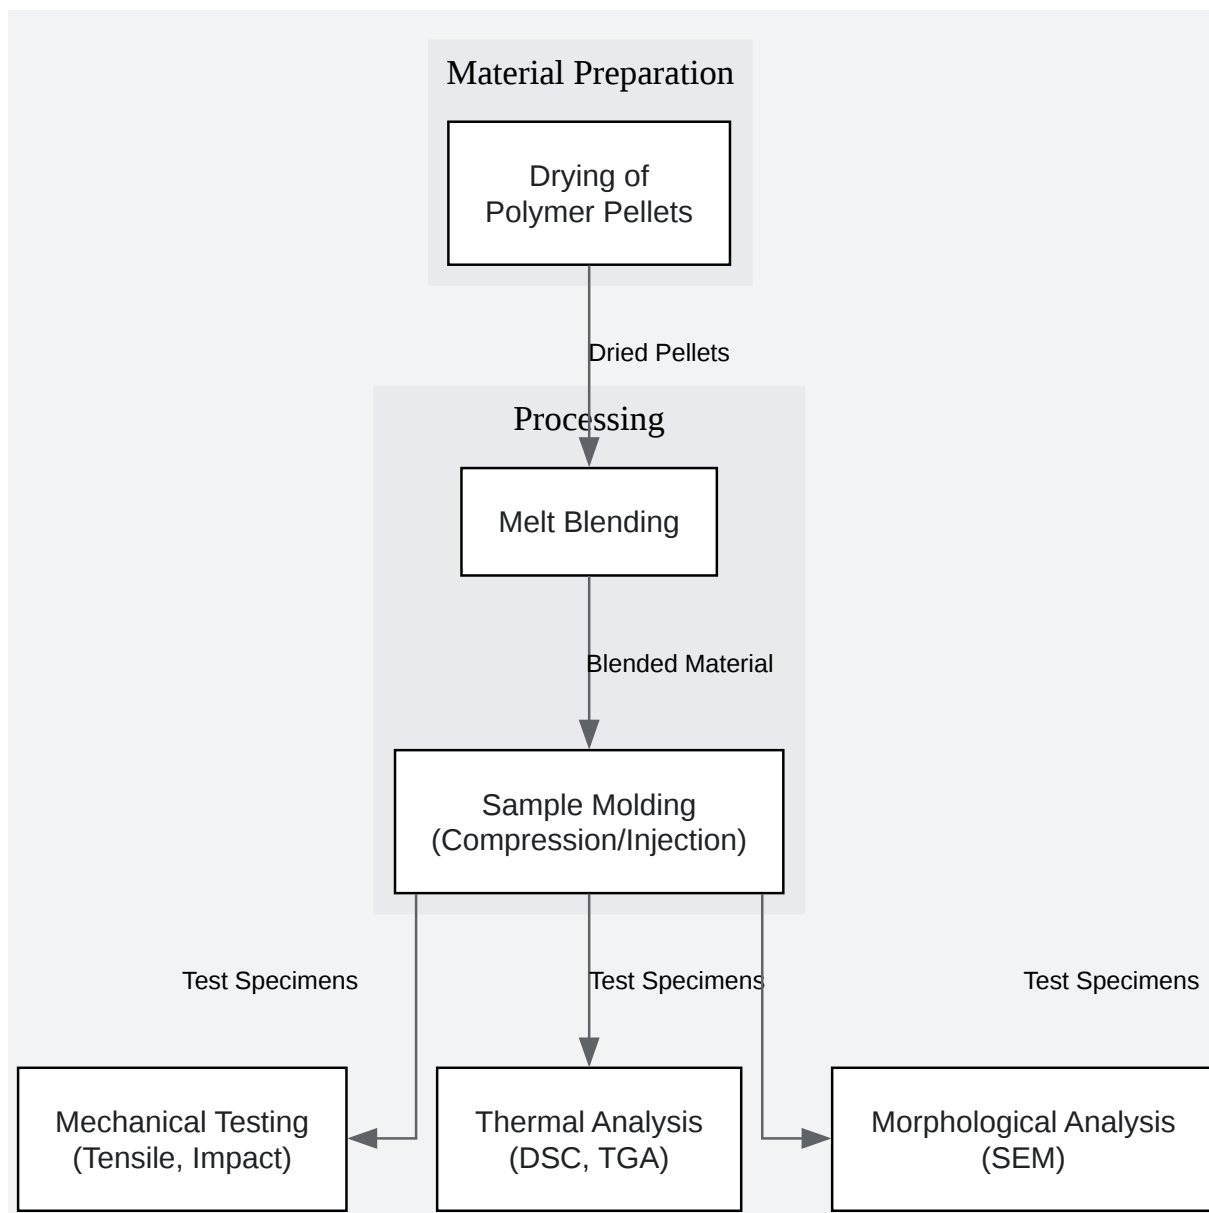 Material Preparation
Drying of
Polymer Pellets
Dried Pellets
Processing
Melt Blending
Blended Material
Sample Molding
(Compression/Injection)
Test Specimens
Test Specimens
Test Specimens
Mechanical Testing
(Tensile, Impact)
Thermal Analysis
(DSC, TGA)
Morphological Analysis
(SEM)